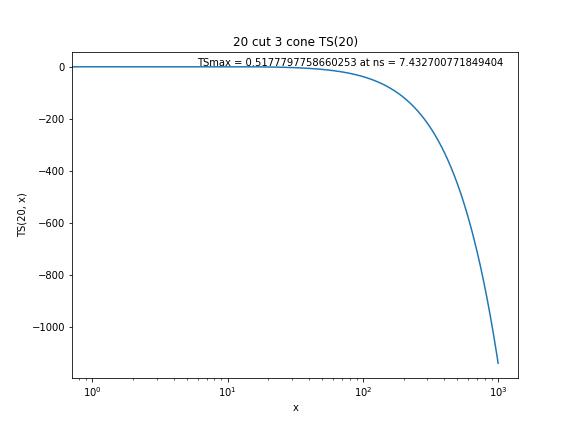 20 cut 3 cone TS(20)
TSmax = 0.5177797758660253 at ns = 7.432700771849404
0
−200
−400
−600
−800
−1000
TS(20, x)
10⁰
10¹
10²
10³
x